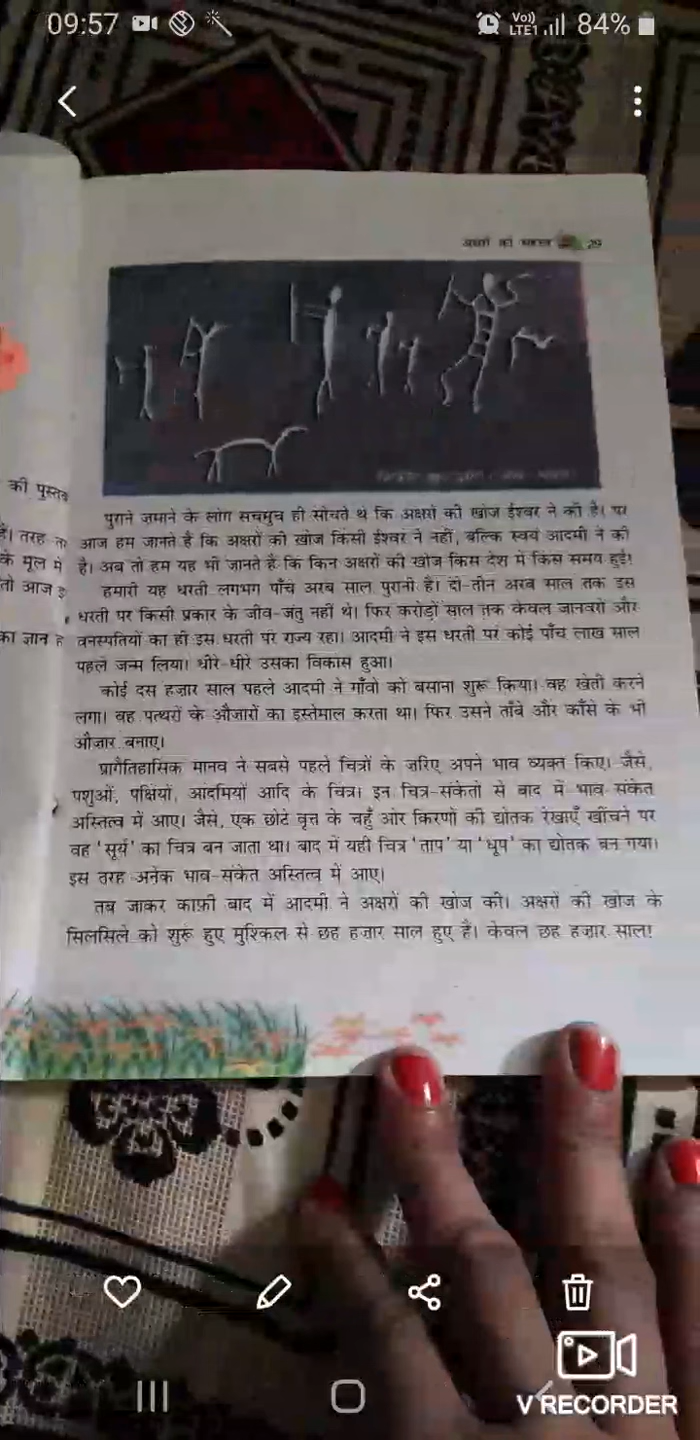 09:57
Vo)) LTE1 84%
अक्षरों का महत्व 29
की पुस्तक
पुराने ज़माने के लोग सचमुच ही सोचते थे कि अक्षरों की खोज ईश्वर ने की है। पर
है। तरह
आज हम जानते हैं कि अक्षरों की खोज किसी ईश्वर ने नहीं, बल्कि स्वयं आदमी ने की
के मूल में
है। अब तो हम यह भी जानते हैं कि किन अक्षरों की खोज किस देश में किस समय हुई!
तो आज
हमारी यह धरती लगभग पाँच अरब साल पुरानी है। दो-तीन अरब साल तक इस
धरती पर किसी प्रकार के जीव-जंतु नहीं थे। फिर करोड़ों साल तक केवल जानवरों और
का ज्ञान
वनस्पतियों का ही इस धरती पर राज्य रहा। आदमी ने इस धरती पर कोई पाँच लाख साल
पहले जन्म लिया। धीरे-धीरे उसका विकास हुआ।
कोई दस हज़ार साल पहले आदमी ने गाँवों को बसाना शुरू किया। वह खेती करने
लगा। वह पत्थरों के औजारों का इस्तेमाल करता था। फिर उसने ताँबे और काँसे के भी
औज़ार बनाए।
प्रागैतिहासिक मानव ने सबसे पहले चित्रों के ज़रिए अपने भाव व्यक्त किए। जैसे,
पशुओं, पक्षियों, आदमियों आदि के चित्र। इन चित्र-संकेतों से बाद में भाव-संकेत
अस्तित्व में आए। जैसे, एक छोटे वृत्त के चहुँ ओर किरणों की द्योतक रेखाएँ खींचने पर
वह 'सूर्य' का चित्र बन जाता था। बाद में यही चित्र 'ताप' या 'धूप' का द्योतक बन गया।
इस तरह अनेक भाव-संकेत अस्तित्व में आए।
तब जाकर काफ़ी बाद में आदमी ने अक्षरों की खोज की। अक्षरों की खोज के
सिलसिले को शुरू हुए मुश्किल से छह हज़ार साल हुए हैं। केवल छह हज़ार साल!
V RECORDER